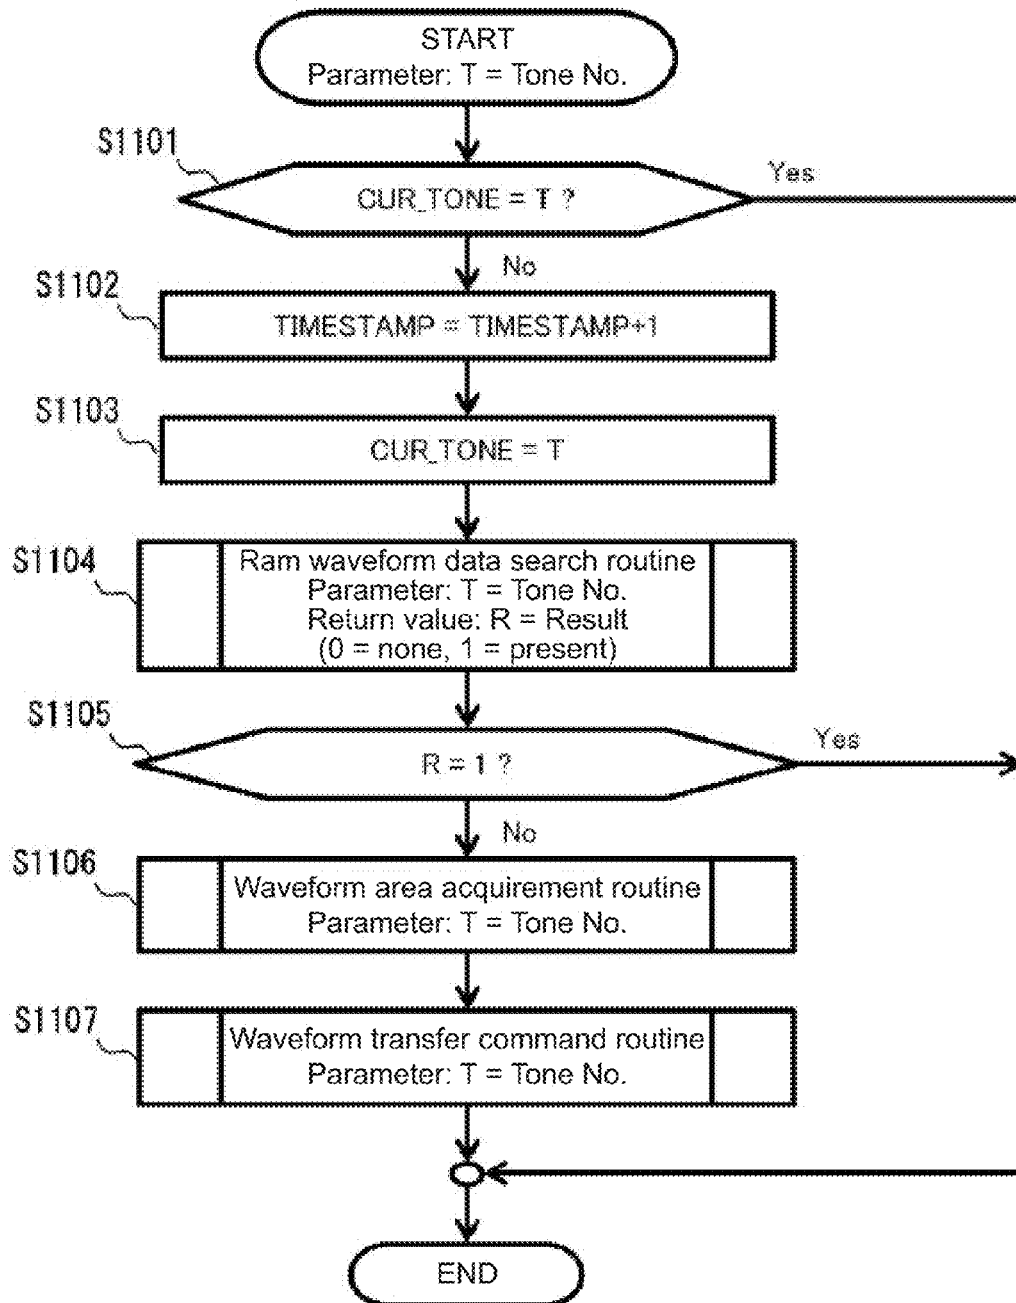 START
Parameter: T = Tone No.
S1101
CUR_TONE = T ?
Yes
No
S1102
TIMESTAMP = TIMESTAMP+1
S1103
CUR_TONE = T
S1104
Ram waveform data search routine
Parameter: T = Tone No.
Return value: R = Result
(0 = none, 1 = present)
S1105
R = 1 ?
Yes
No
S1106
Waveform area acquirement routine
Parameter: T = Tone No.
S1107
Waveform transfer command routine
Parameter: T = Tone No.
END